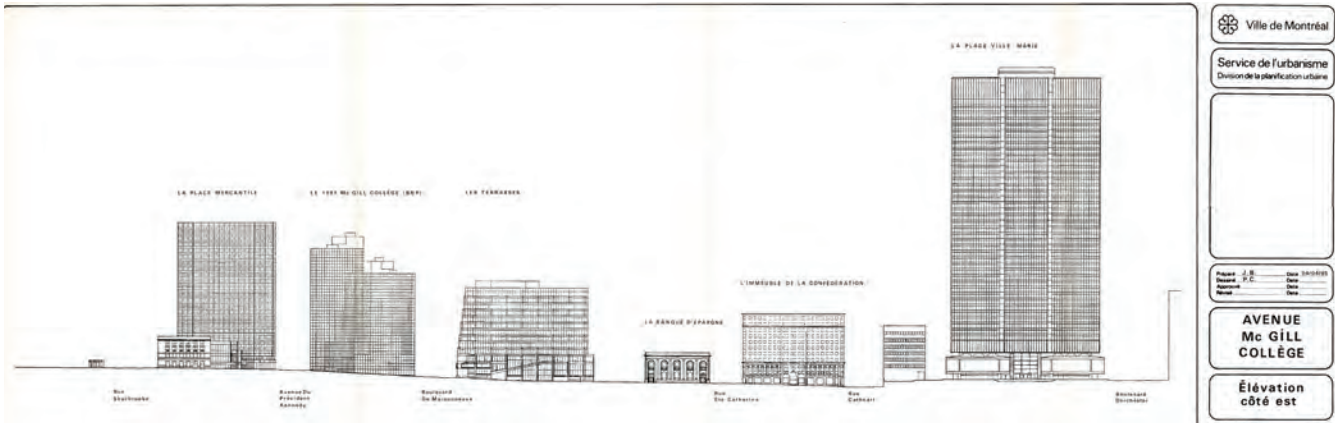 LA PLACE VILLE MARIE
LA PLACE MERCANTILE
LE 1981 Mc GILL COLLÈGE (BNP)
LES TERRASSES
L'IMMEUBLE DE LA CONFÉDÉRATION
LA BANQUE D'ÉPARGNE
Rue
Sherbrooke
Avenue Du
Président
Kennedy
Boulevard
De Maisonneuve
Rue
Ste Catherine
Rue
Cathcart
Boulevard
Dorchester
Ville de Montréal
Service de l'urbanisme
Division de la planification urbaine
Préparé J.B. Date
Dessiné P.C. Date
Approuvé Date
Révisé Date
AVENUE
Mc GILL
COLLÈGE
Élévation
côté est